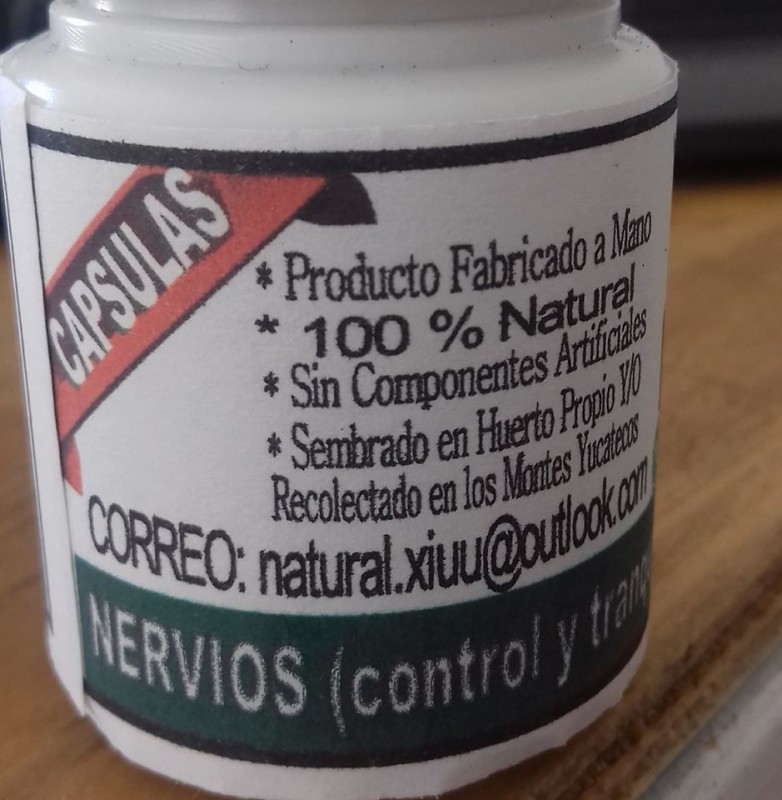 CAPSULAS
* Producto Fabricado a Mano
* 100 % Natural
* Sin Componentes Artificiales
* Sembrado en Huerto Propio Y/O
Recolectado en los Montes Yucatecos
CORREO: natural.xiuu@outlook.com
NERVIOS (control y